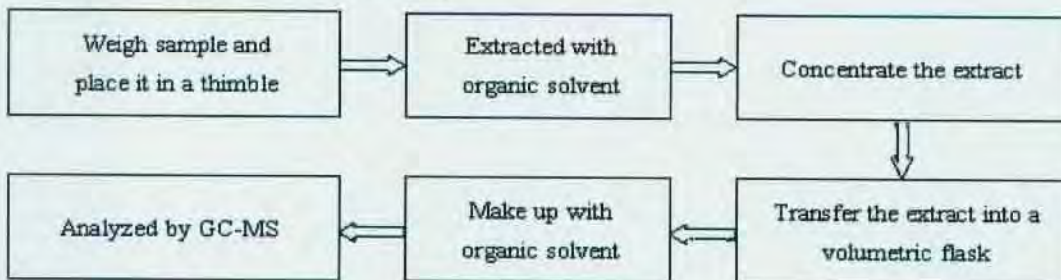 Weigh sample and
place it in a thimble
Extracted with
organic solvent
Concentrate the extract
Transfer the extract into a
volumetric flask
Make up with
organic solvent
Analyzed by GC-MS